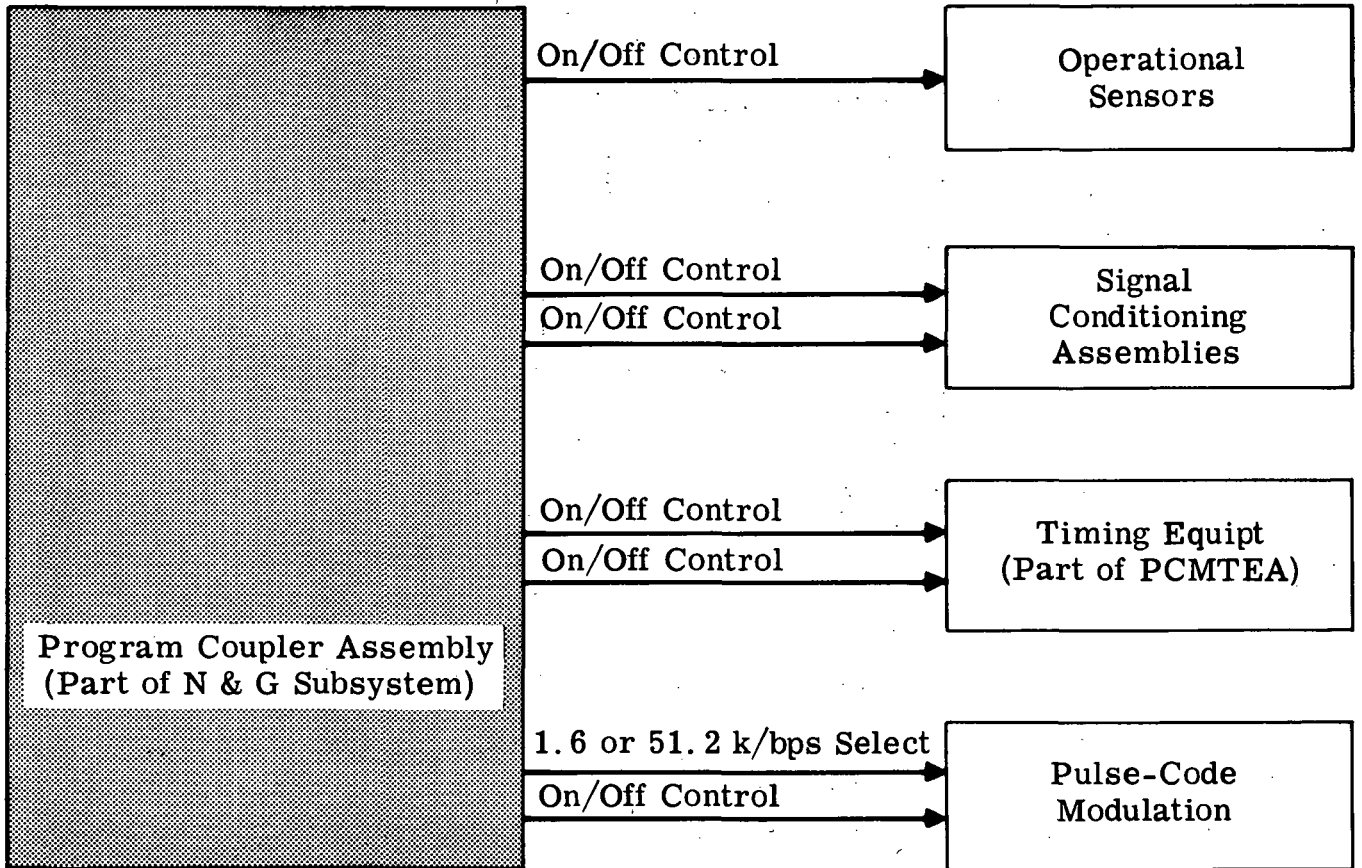 On/Off Control
Operational
Sensors
On/Off Control
On/Off Control
Signal
Conditioning
Assemblies
On/Off Control
On/Off Control
Timing Equipt
(Part of PCMTEA)
Program Coupler Assembly
(Part of N & G Subsystem)
1.6 or 51.2 k/bps Select
On/Off Control
Pulse-Code
Modulation